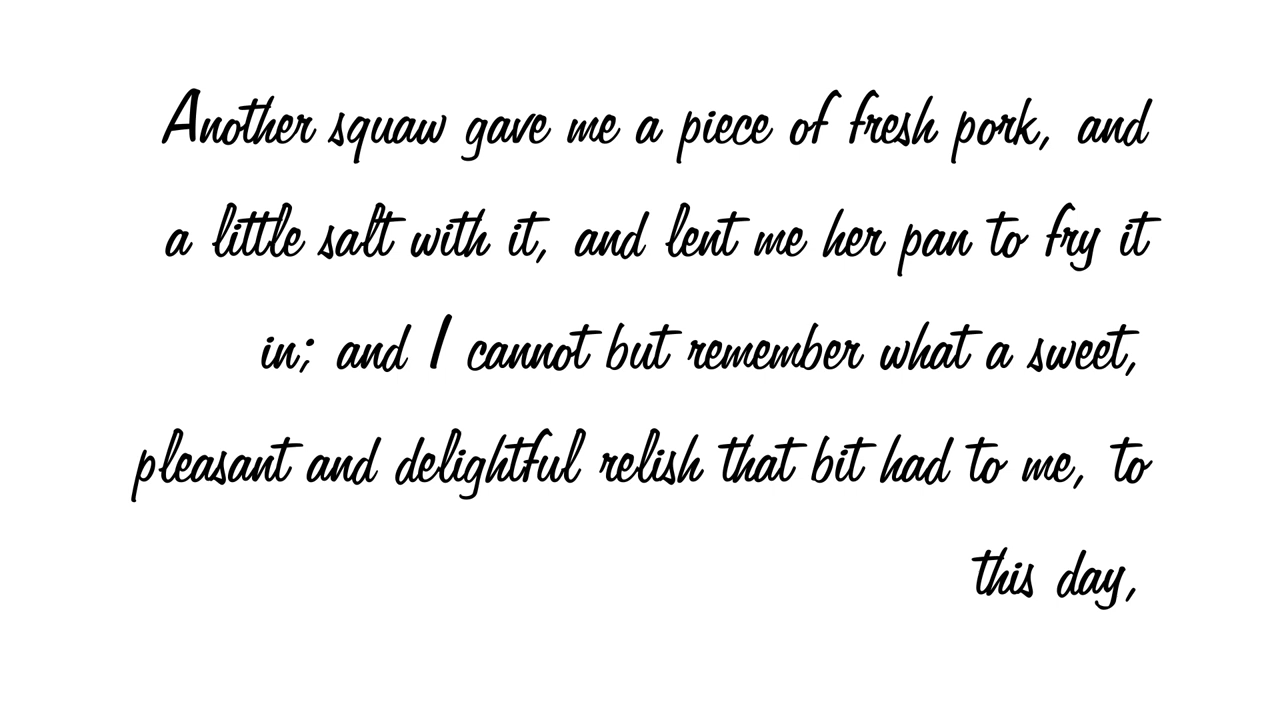 Another squaw gave me a piece of fresh pork, and
a little salt with it, and lent me her pan to fry it
in; and I cannot but remember what a sweet,
pleasant and delightful relish that bit had to me, to
this day,